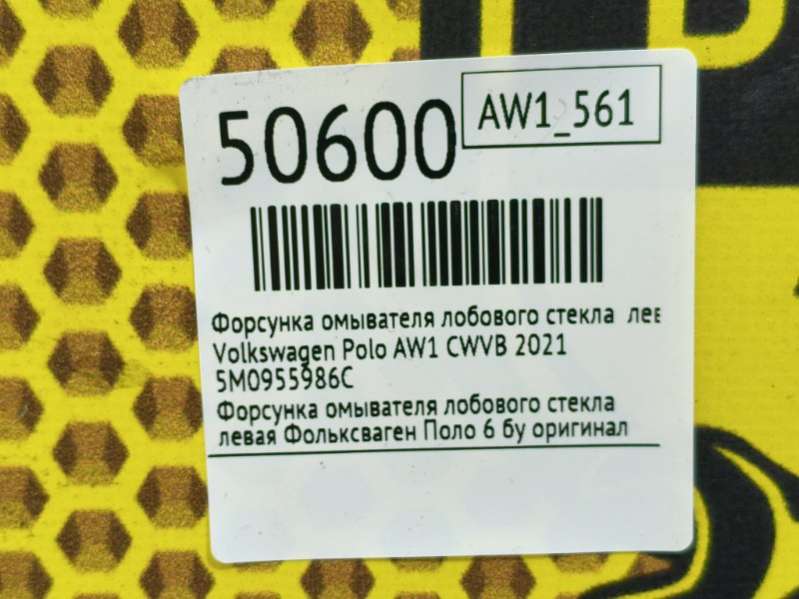 50600
AW1_561
Форсунка омывателя лобового стекла лев
Volkswagen Polo AW1 CWVB 2021
5M0955986C
Форсунка омывателя лобового стекла
левая Фольксваген Поло 6 бу оригинал